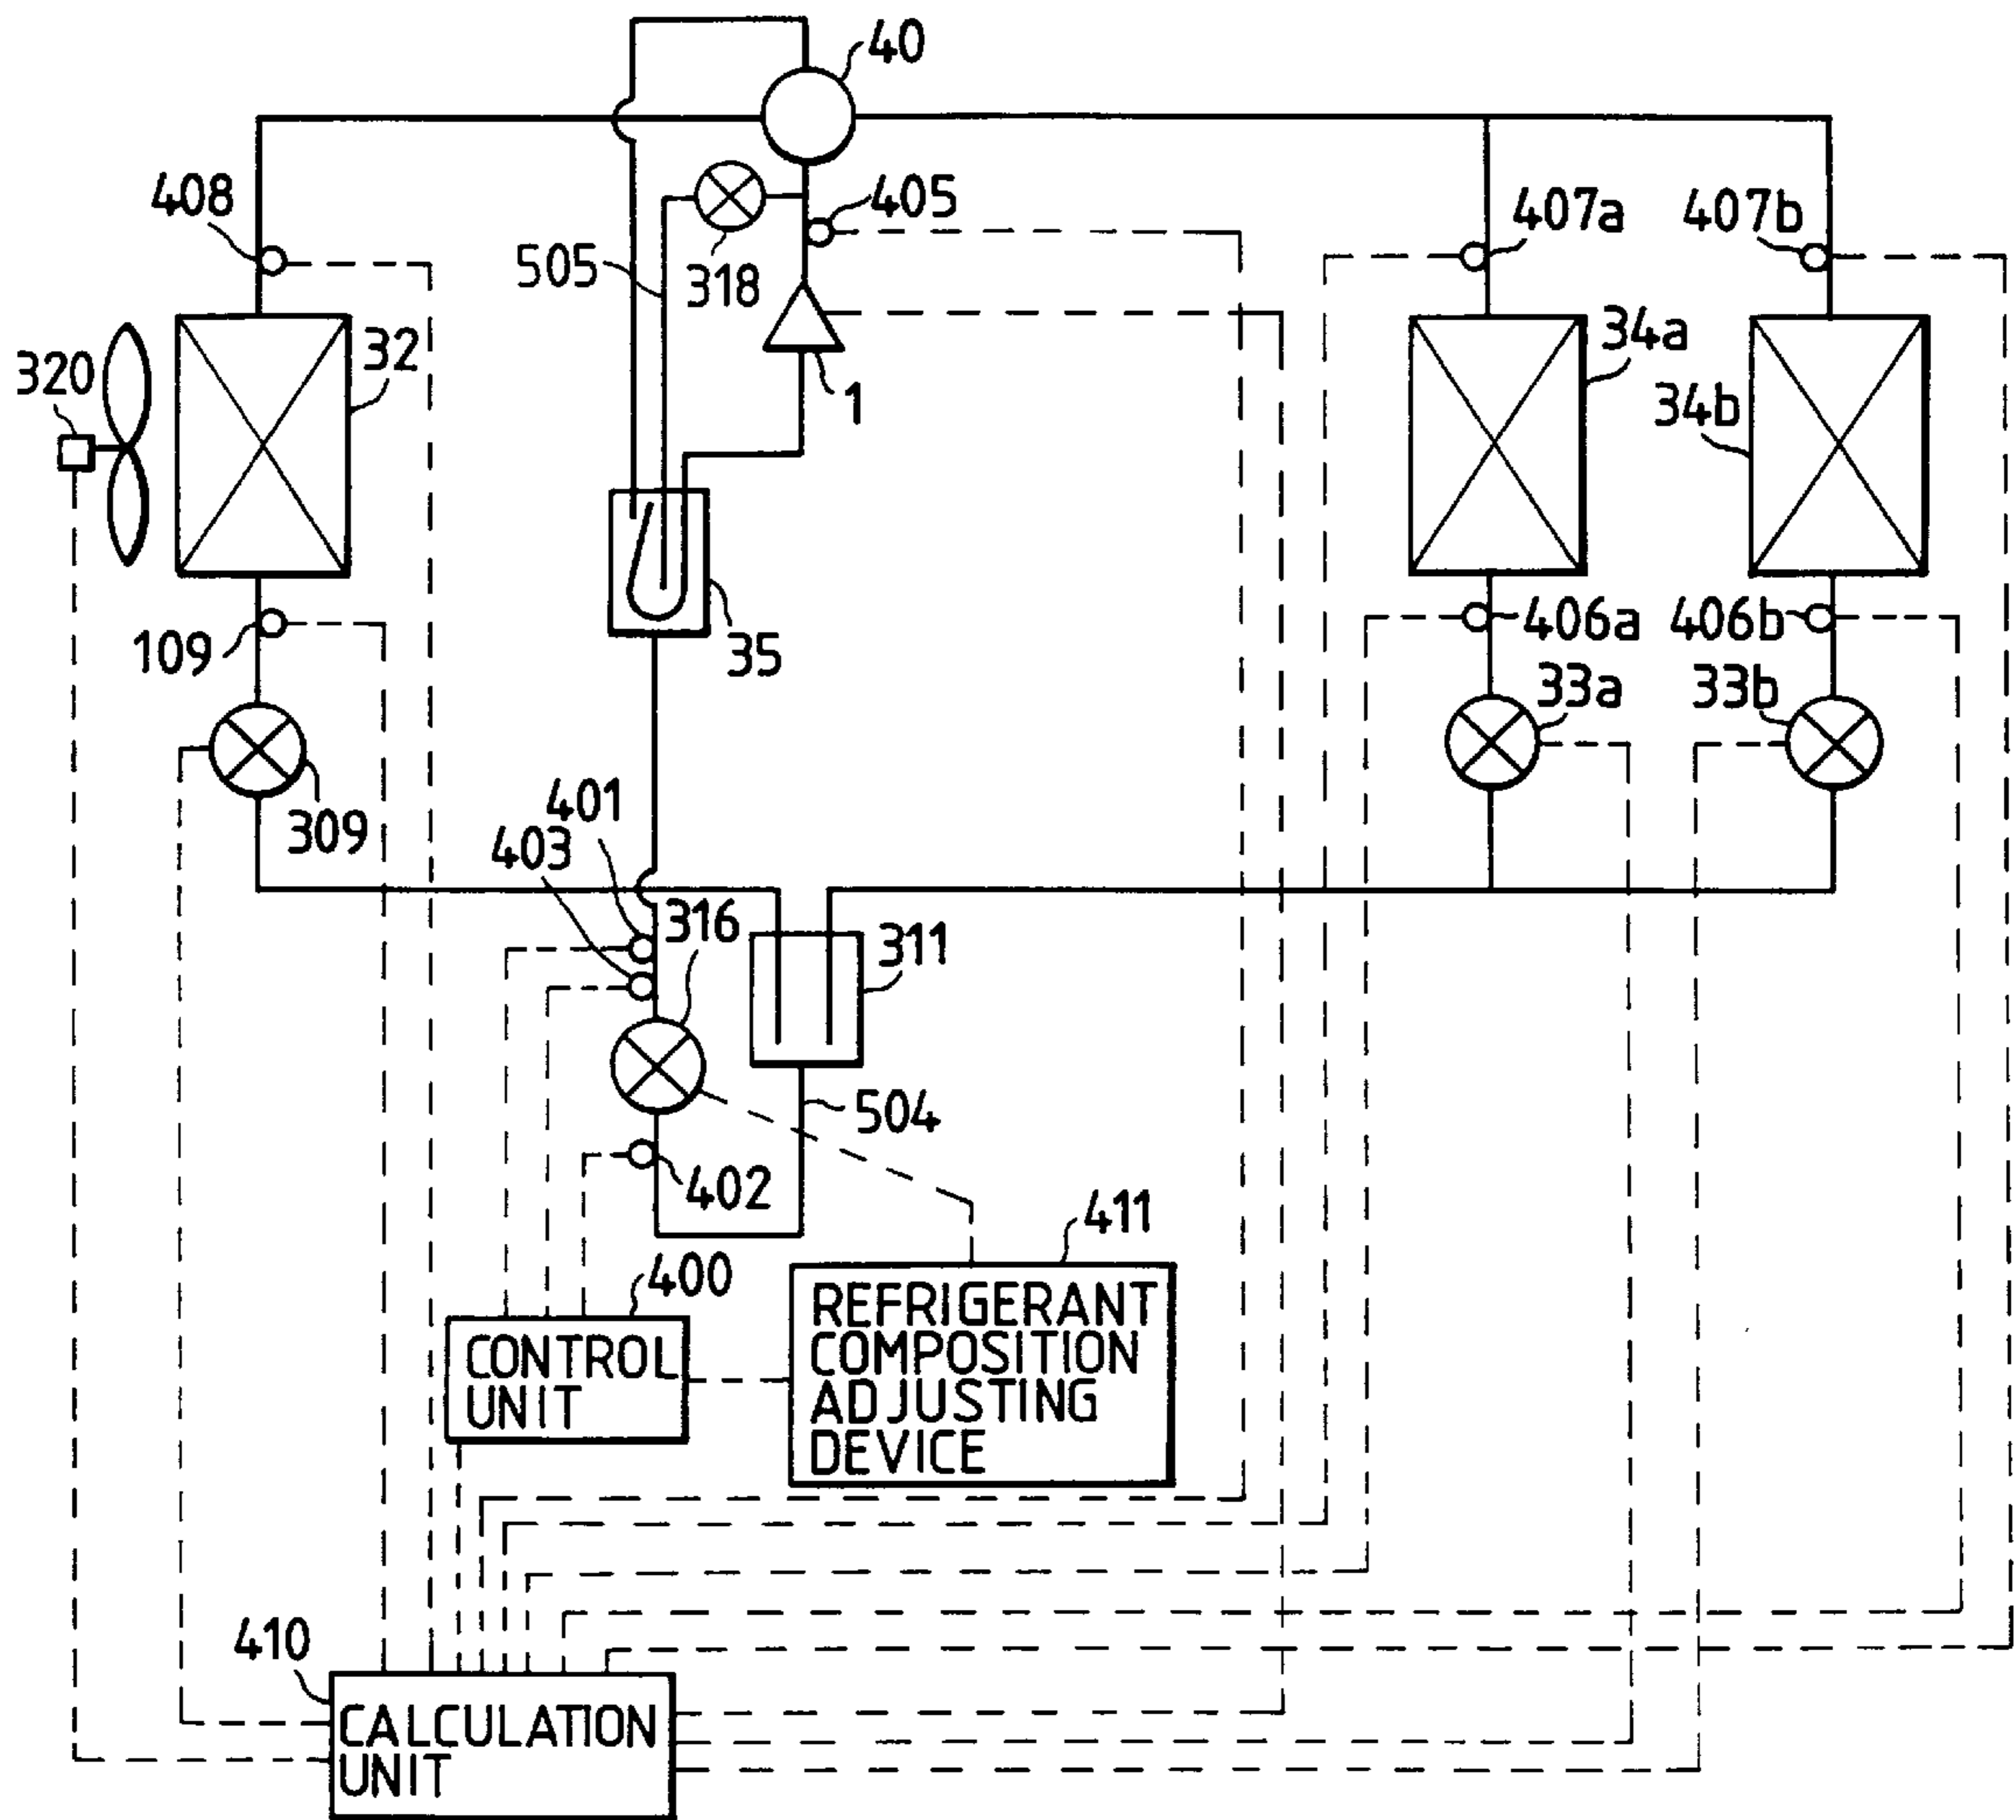 40
408
405
407a
407b
505
318
320
32
1
34a
34b
35
109
406a
406b
33a
33b
309
401
403
316
311
504
402
411
400
REFRIGERANT
COMPOSITION
ADJUSTING
DEVICE
CONTROL
UNIT
410
CALCULATION
UNIT